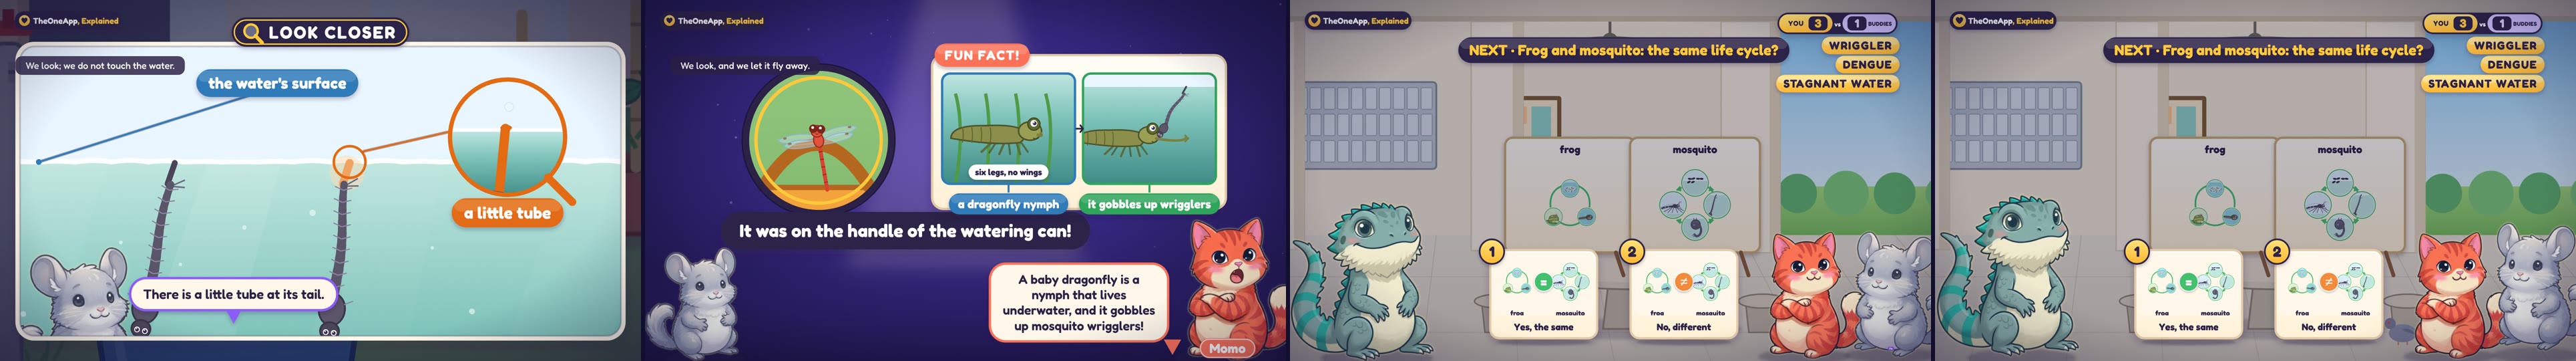 TheOneApp, Explained
LOOK CLOSER
We look; we do not touch the water.
the water's surface
a little tube
There is a little tube at its tail.
TheOneApp, Explained
We look, and we let it fly away.
FUN FACT!
six legs, no wings
a dragonfly nymph
it gobbles up wrigglers
It was on the handle of the watering can!
A baby dragonfly is a
nymph that lives
underwater, and it gobbles
up mosquito wrigglers!
Momo
TheOneApp, Explained
YOU 3 vs 1 BUDDIES
NEXT · Frog and mosquito: the same life cycle?
WRIGGLER
DENGUE
STAGNANT WATER
frog
mosquito
1
2
=
≠
frog
mosquito
frog
mosquito
Yes, the same
No, different
TheOneApp, Explained
YOU 3 vs 1 BUDDIES
NEXT · Frog and mosquito: the same life cycle?
WRIGGLER
DENGUE
STAGNANT WATER
frog
mosquito
1
2
=
≠
frog
mosquito
frog
mosquito
Yes, the same
No, different